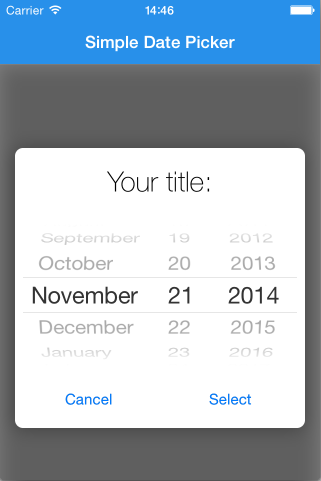 Carrier 14:46
Simple Date Picker
Your title:
September 19 2012
October 20 2013
November 21 2014
December 22 2015
January 23 2016
Cancel Select